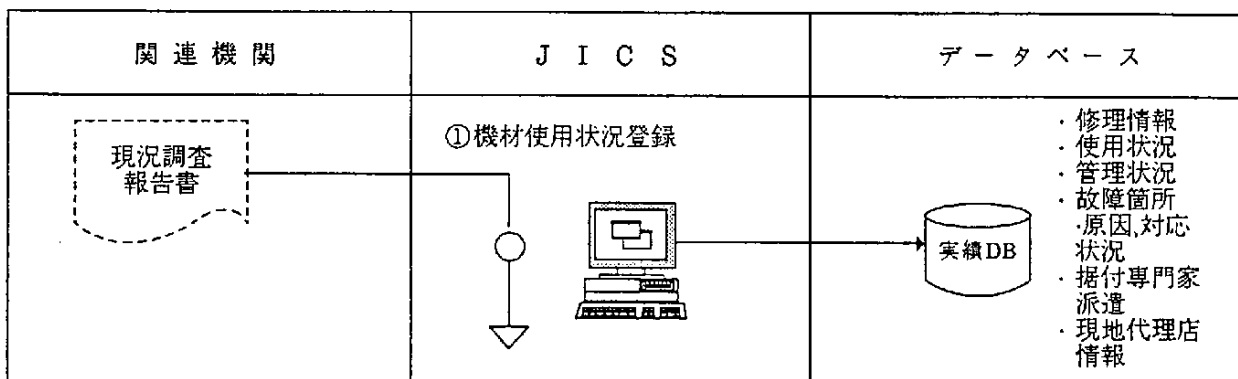 関連機関
JICS
データベース
現況調査
報告書
①機材使用状況登録
実績DB
・修理情報
・使用状況
・管理状況
・故障箇所
・原因,対応
状況
・据付専門家
派遣
・現地代理店
情報